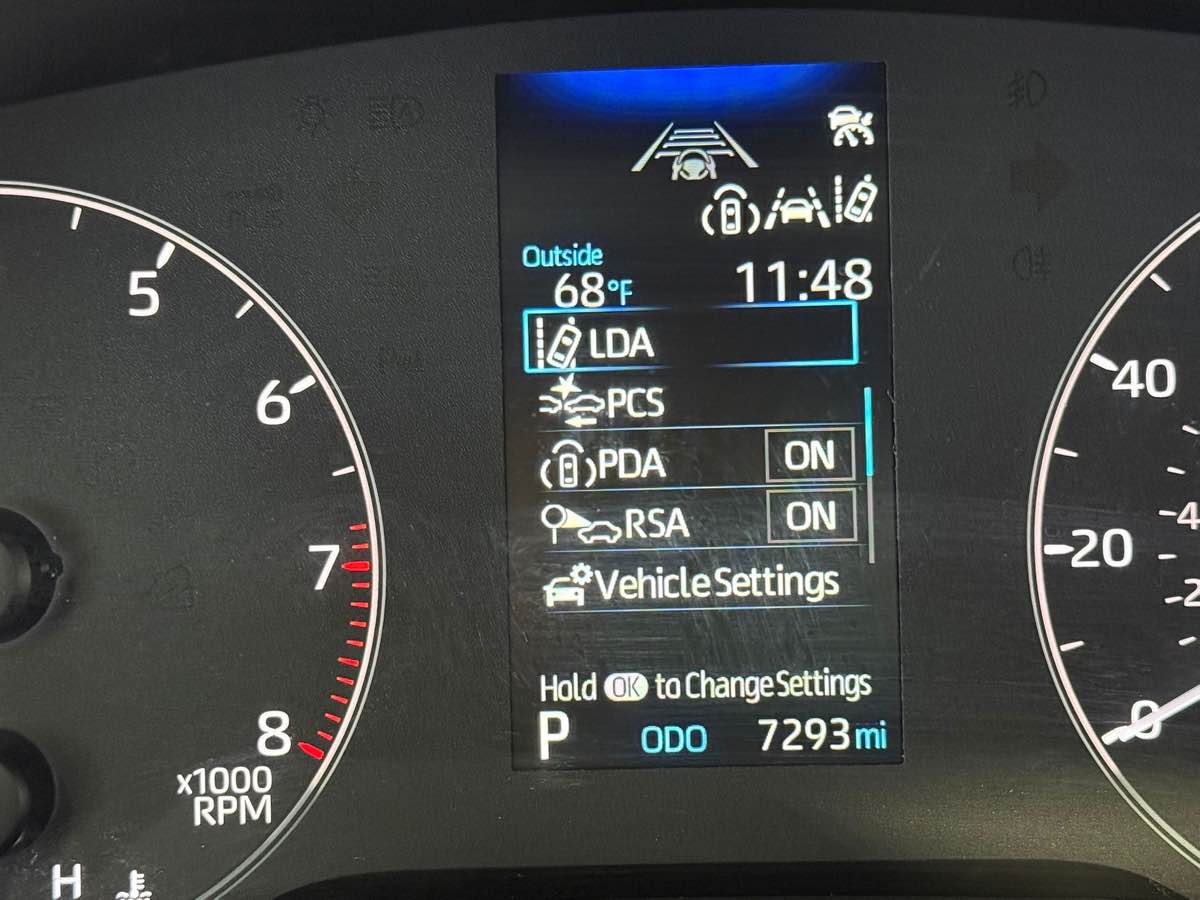 Outside
68°F 11:48
LDA
PCS
PDA ON
RSA ON
Vehicle Settings
Hold OK to Change Settings
P ODO 7293 mi
5
6
7
8
x1000
RPM
H
40
20
0